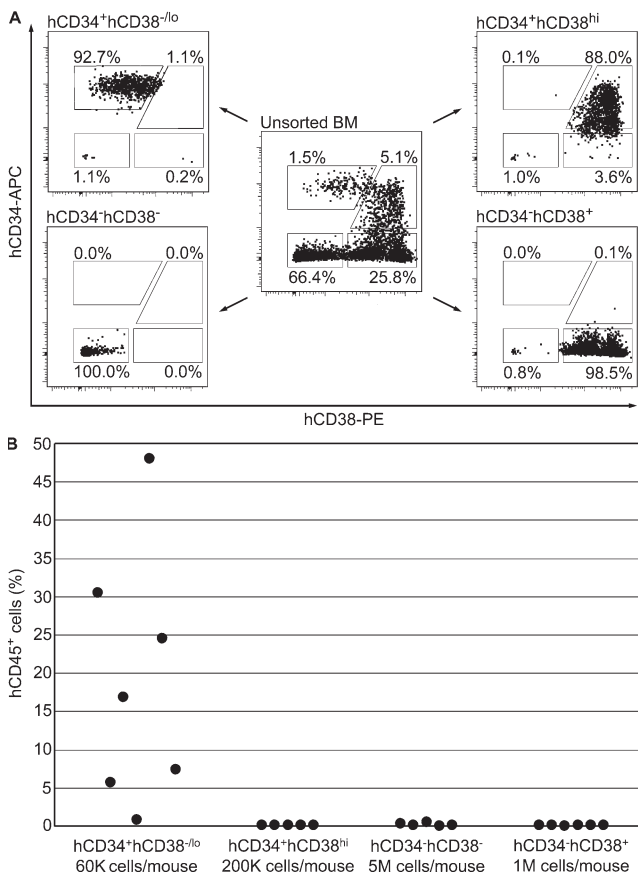 A
hCD34⁺hCD38⁻/ˡᵒ
hCD34⁺hCD38ʰⁱ
92.7% 1.1%
0.1% 88.0%
Unsorted BM
1.5% 5.1%
1.1% 0.2%
1.0% 3.6%
hCD34⁻hCD38⁻
hCD34⁻hCD38⁺
0.0% 0.0%
0.0% 0.1%
66.4% 25.8%
100.0% 0.0%
0.8% 98.5%
hCD34-APC
hCD38-PE
B
50
45
40
35
30
25
20
15
10
5
0
hCD45⁺ cells (%)
hCD34⁺hCD38⁻/ˡᵒ hCD34⁺hCD38ʰⁱ hCD34⁻hCD38⁻ hCD34⁻hCD38⁺
60K cells/mouse 200K cells/mouse 5M cells/mouse 1M cells/mouse